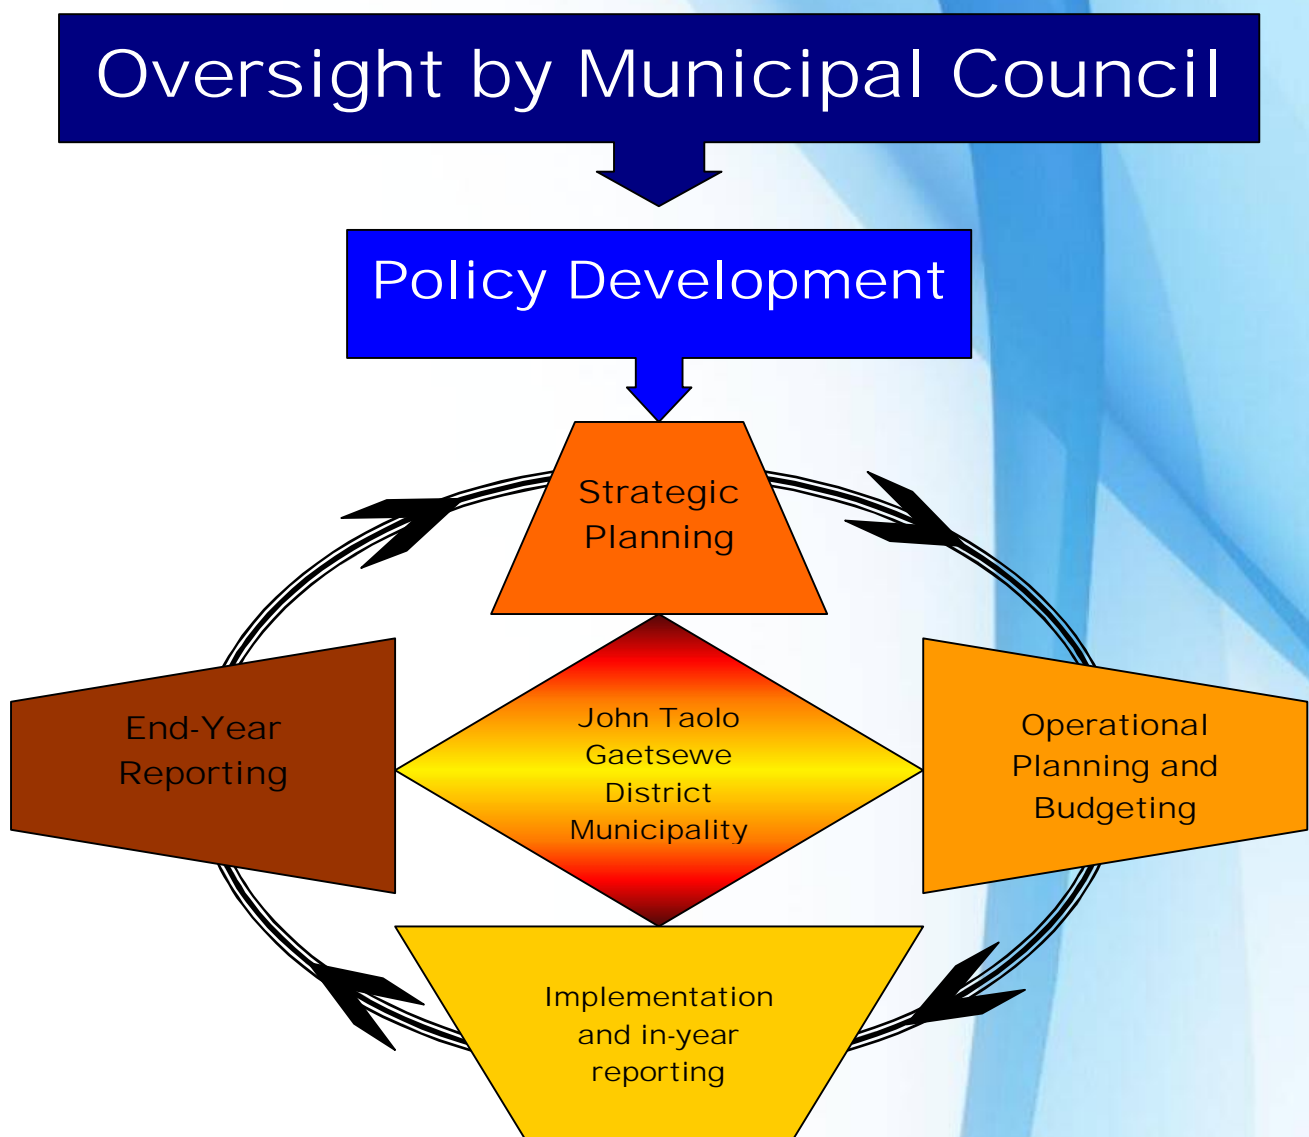 Oversight by Municipal Council
Policy Development
Strategic
Planning
End-Year
Reporting
John Taolo
Gaetsewe
District
Municipality
Operational
Planning and
Budgeting
Implementation
and in-year
reporting